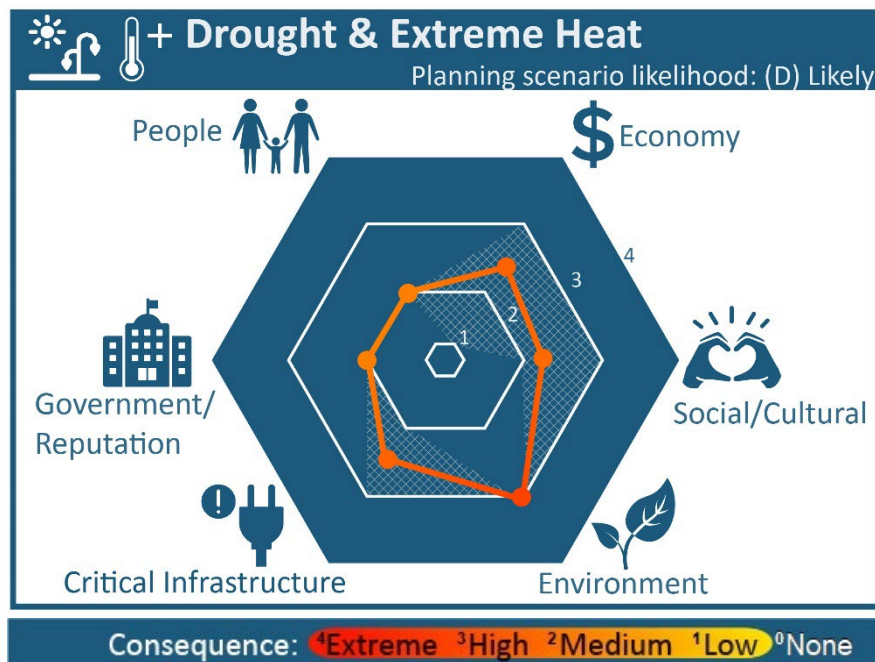 + Drought & Extreme Heat
Planning scenario likelihood: (D) Likely
People
$ Economy
4
3
2
1
Government/
Reputation
Social/Cultural
Critical Infrastructure
Environment
Consequence: ⁴Extreme ³High ²Medium ¹Low ⁰None